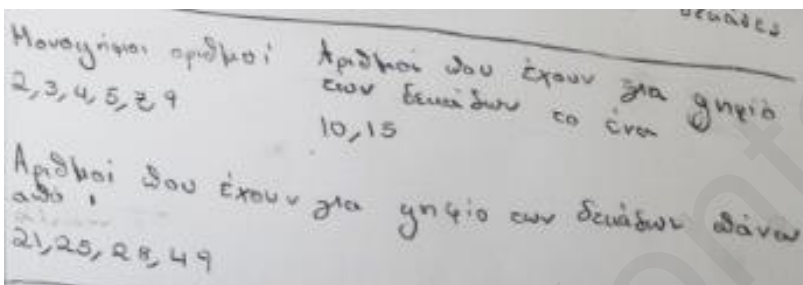 δεκάδες
Μονοψήφιοι αριθμοί
2,3,4,5,7,9
Αριθμοί που έχουν για ψηφίο
των δεκάδων το ένα
10,15
Αριθμοί που έχουν για ψηφίο των δεκάδων πάνω
από 1
21,25,28,49